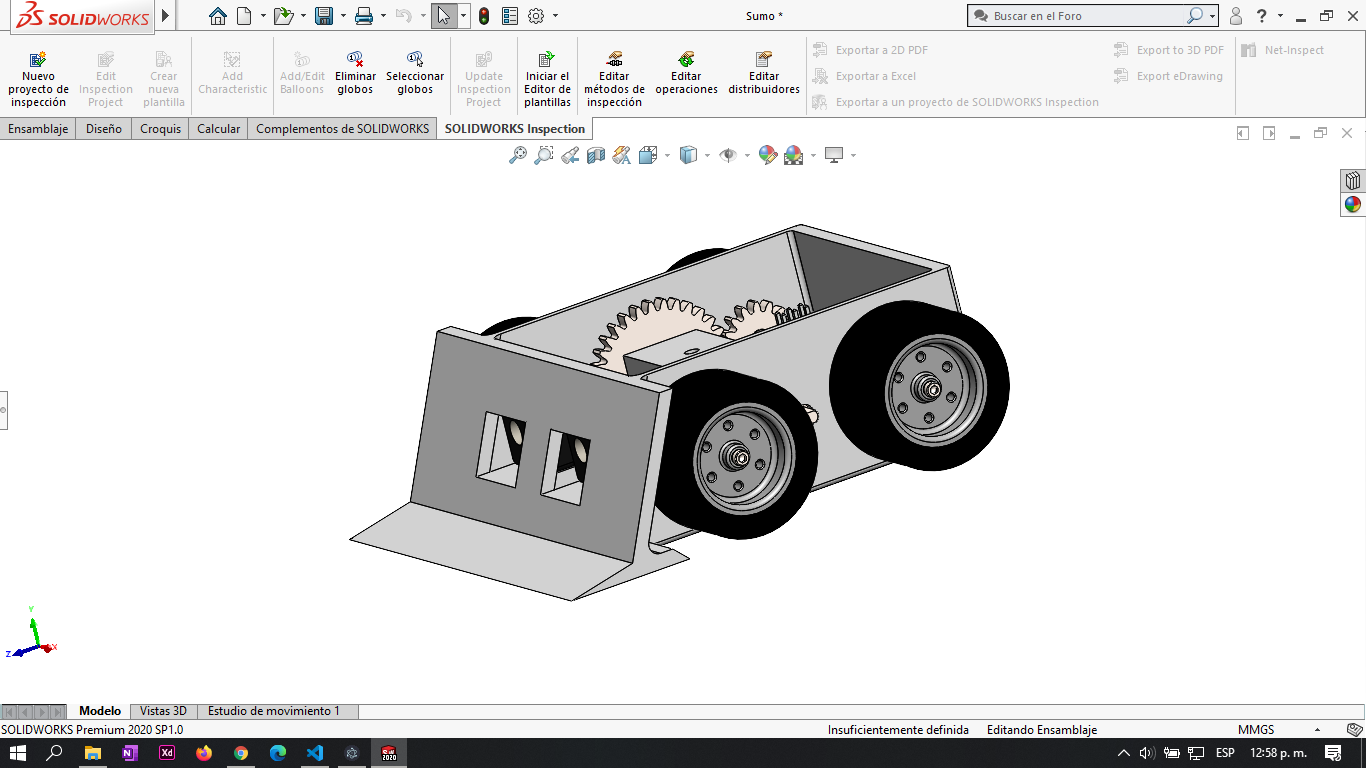 SOLIDWORKS
Sumo *
Buscar en el Foro
?
Nuevo
proyecto de
inspección
Edit
Inspection
Project
Crear
nueva
plantilla
Add
Characteristic
Add/Edit
Balloons
Eliminar
globos
Seleccionar
globos
Update
Inspection
Project
Iniciar el
Editor de
plantillas
Editar
métodos de
inspección
Editar
operaciones
Editar
distribuidores
Exportar a 2D PDF
Exportar a Excel
Exportar a un proyecto de SOLIDWORKS Inspection
Export to 3D PDF
Export eDrawing
Net-Inspect
Ensamblaje
Diseño
Croquis
Calcular
Complementos de SOLIDWORKS
SOLIDWORKS Inspection
Y
Z
X
Modelo
Vistas 3D
Estudio de movimiento 1
SOLIDWORKS Premium 2020 SP1.0
Insuficientemente definida
Editando Ensamblaje
MMGS
N
Xd
SW
2020
ESP
12:58 p. m.